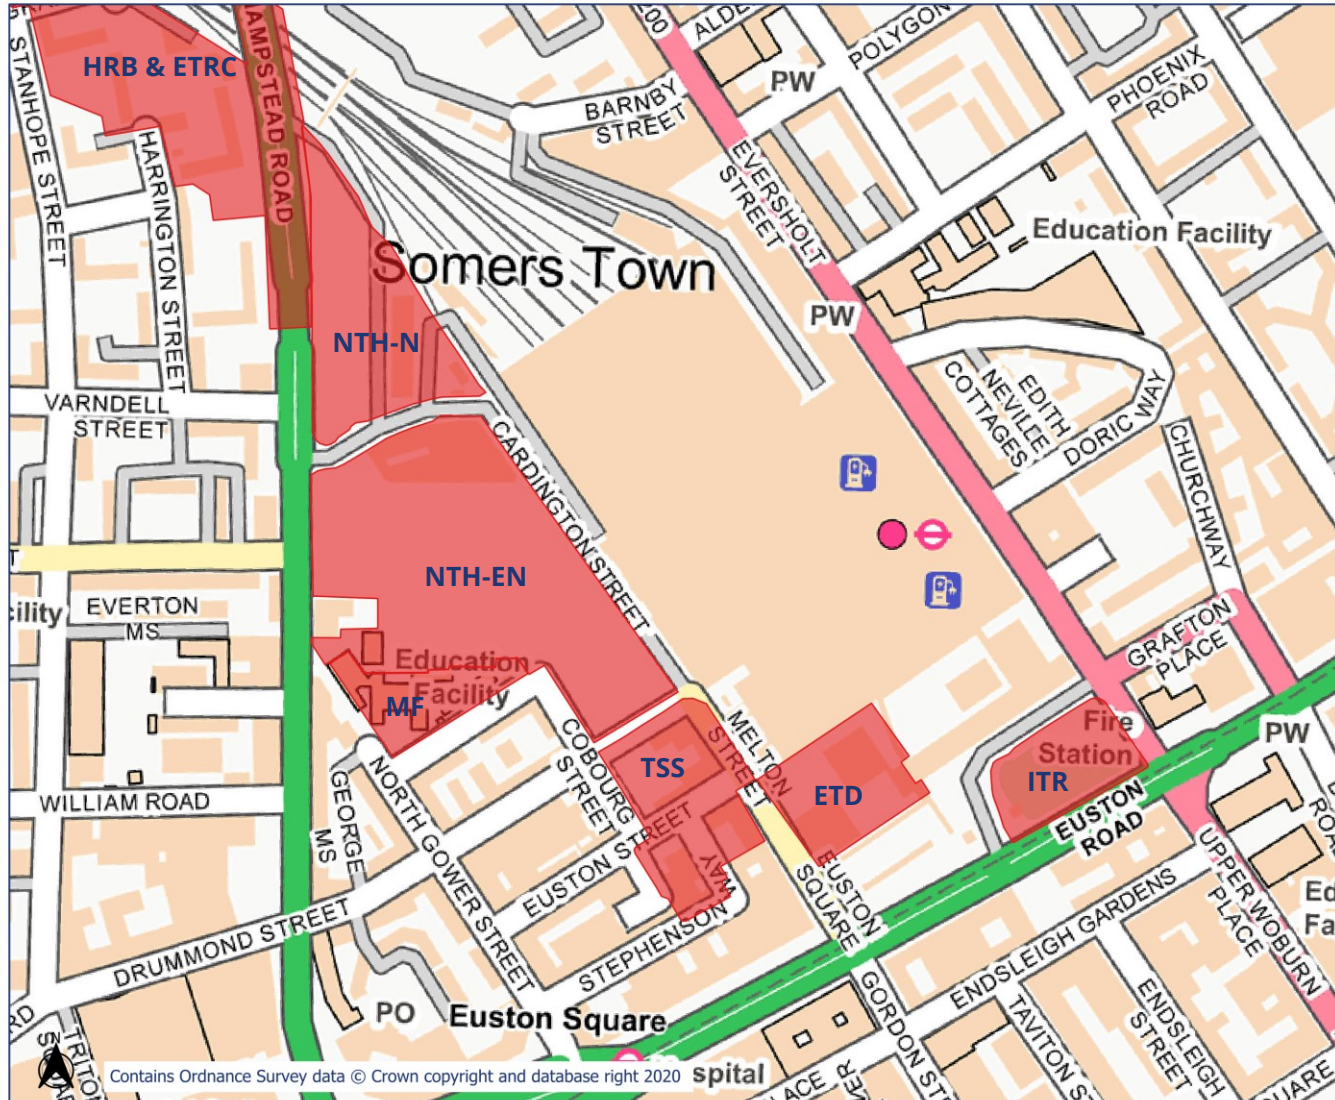 HRB & ETRC
STANHOPE STREET
HARRINGTON STREET
HAMPSTEAD ROAD
BARNBY
STREET
PW
POLYGON
PHOENIX
ROAD
EVERSHOLT
STREET
Education Facility
Somers Town
NTH-N
PW
VARNDELL
STREET
CARDINGTON STREET
COTTAGES
NEVILLE
EDITH
DORIC WAY
CHURCHWAY
NTH-EN
EVERTON
MS
cility
Education
Facility
MF
GRAFTON
PLACE
Fire
Station
ITR
PW
TSS
MELTON
STREET
ETD
COBOURG
STREET
EUSTON STREET
WAY
STEPHENSON
EUSTON
SQUARE
EUSTON
ROAD
WILLIAM ROAD
GEORGE
MS
NORTH GOWER STREET
DRUMMOND STREET
UPPER WOBURN
PLACE
ENDSLEIGH GARDENS
ENDSLEIGH
STREET
TAVITON S
GORDON ST
PO
Euston Square
spital
Contains Ordnance Survey data © Crown copyright and database right 2020